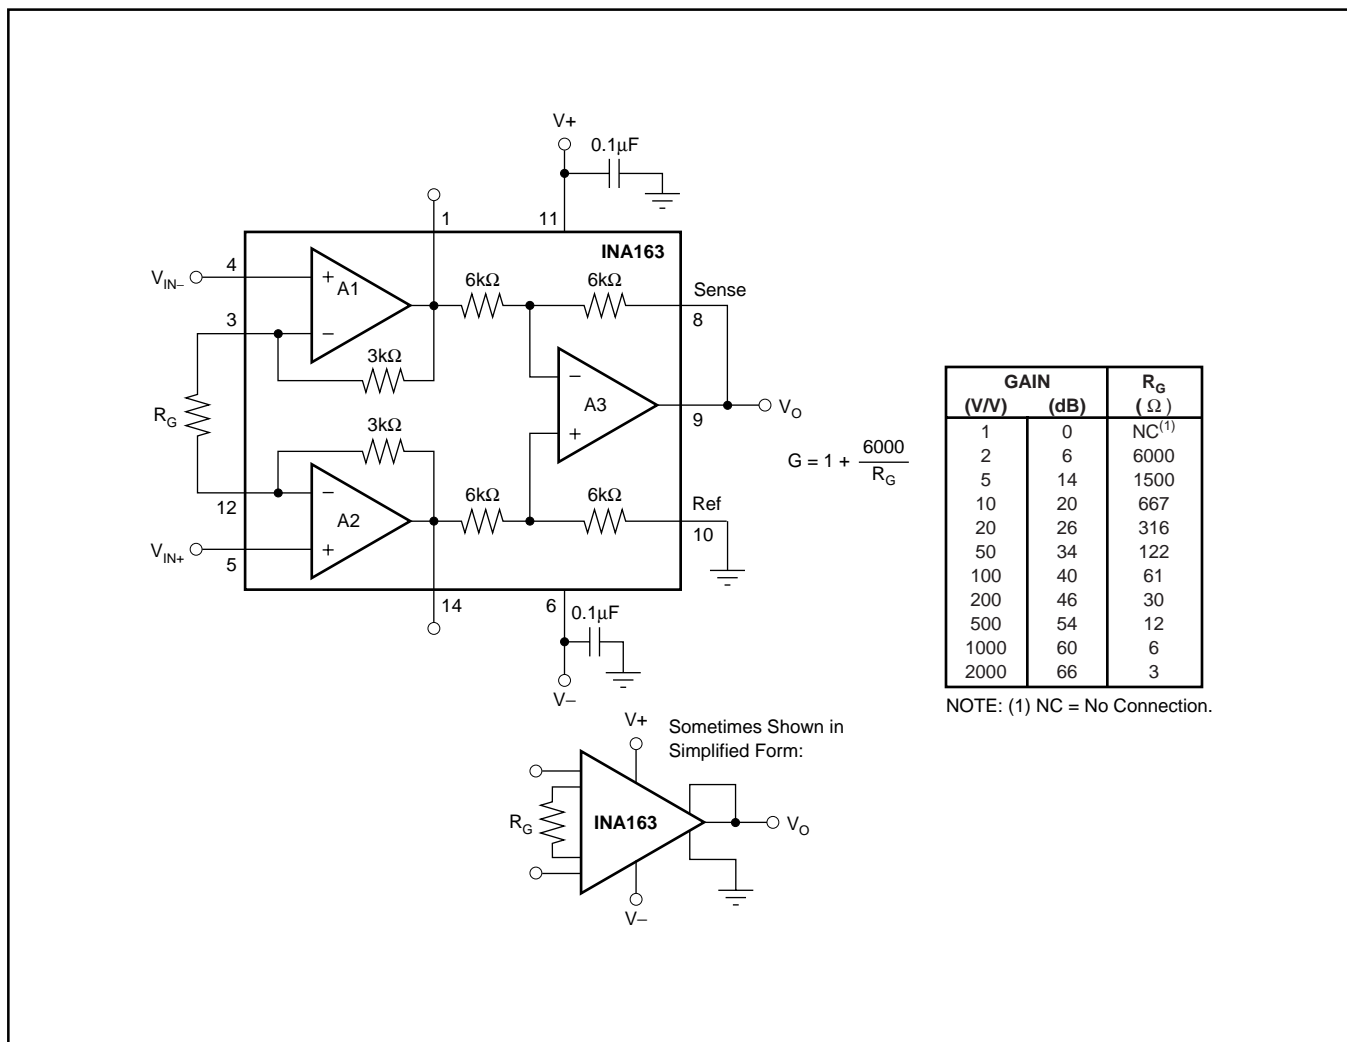 V+
0.1µF
1
11
INA163
VIN–
4
+
A1
6kΩ
6kΩ
Sense
8
3
–
3kΩ
RG
–
A3
+
9
VO
G = 1 + 6000
RG
3kΩ
12
–
A2
+
6kΩ
6kΩ
Ref
10
VIN+
5
14
6
0.1µF
V–
GAIN RG
(V/V) (dB) (Ω)
1 0 NC(1)
2 6 6000
5 14 1500
10 20 667
20 26 316
50 34 122
100 40 61
200 46 30
500 54 12
1000 60 6
2000 66 3
NOTE: (1) NC = No Connection.
Sometimes Shown in
Simplified Form:
V+
RG
INA163
VO
V–